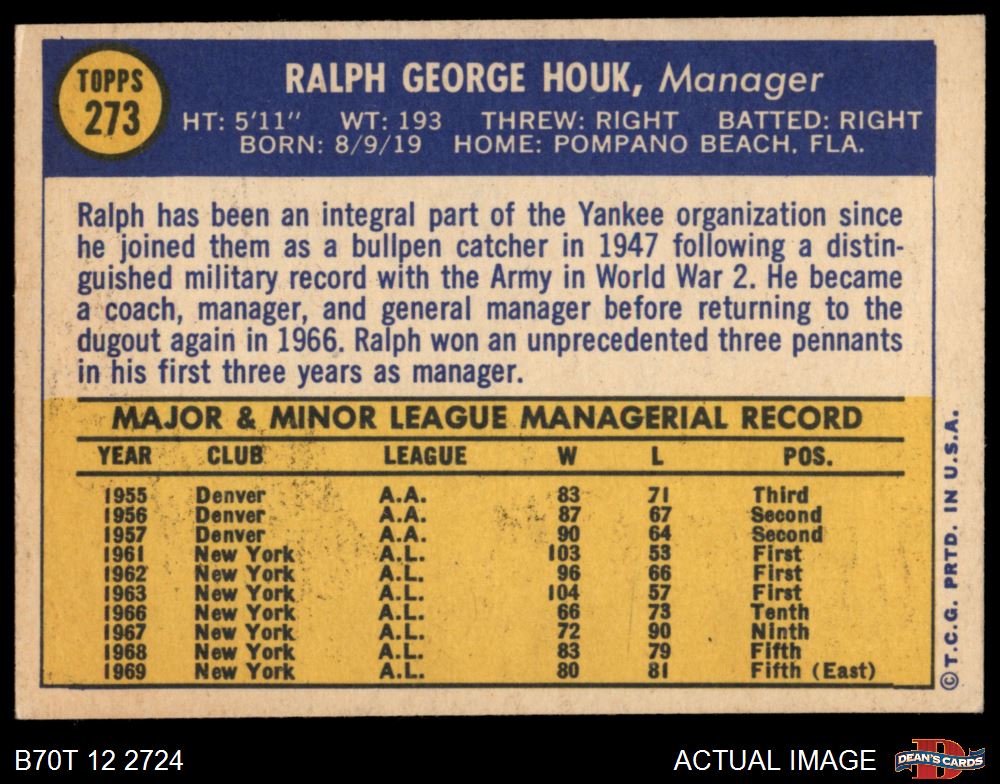 TOPPS
273
RALPH GEORGE HOUK, Manager
HT: 5'11" WT: 193 THREW: RIGHT BATTED: RIGHT
BORN: 8/9/19 HOME: POMPANO BEACH, FLA.
Ralph has been an integral part of the Yankee organization since
he joined them as a bullpen catcher in 1947 following a distin-
guished military record with the Army in World War 2. He became
a coach, manager, and general manager before returning to the
dugout again in 1966. Ralph won an unprecedented three pennants
in his first three years as manager.
MAJOR & MINOR LEAGUE MANAGERIAL RECORD
YEAR CLUB LEAGUE W L POS.
1955 Denver A.A. 83 71 Third
1956 Denver A.A. 87 67 Second
1957 Denver A.A. 90 64 Second
1961 New York A.L. 103 53 First
1962 New York A.L. 96 66 First
1963 New York A.L. 104 57 First
1966 New York A.L. 66 73 Tenth
1967 New York A.L. 72 90 Ninth
1968 New York A.L. 83 79 Fifth
1969 New York A.L. 80 81 Fifth (East)
©T.C.G. PRTD. IN U.S.A.
B70T 12 2724
ACTUAL IMAGE
DEAN'S CARDS